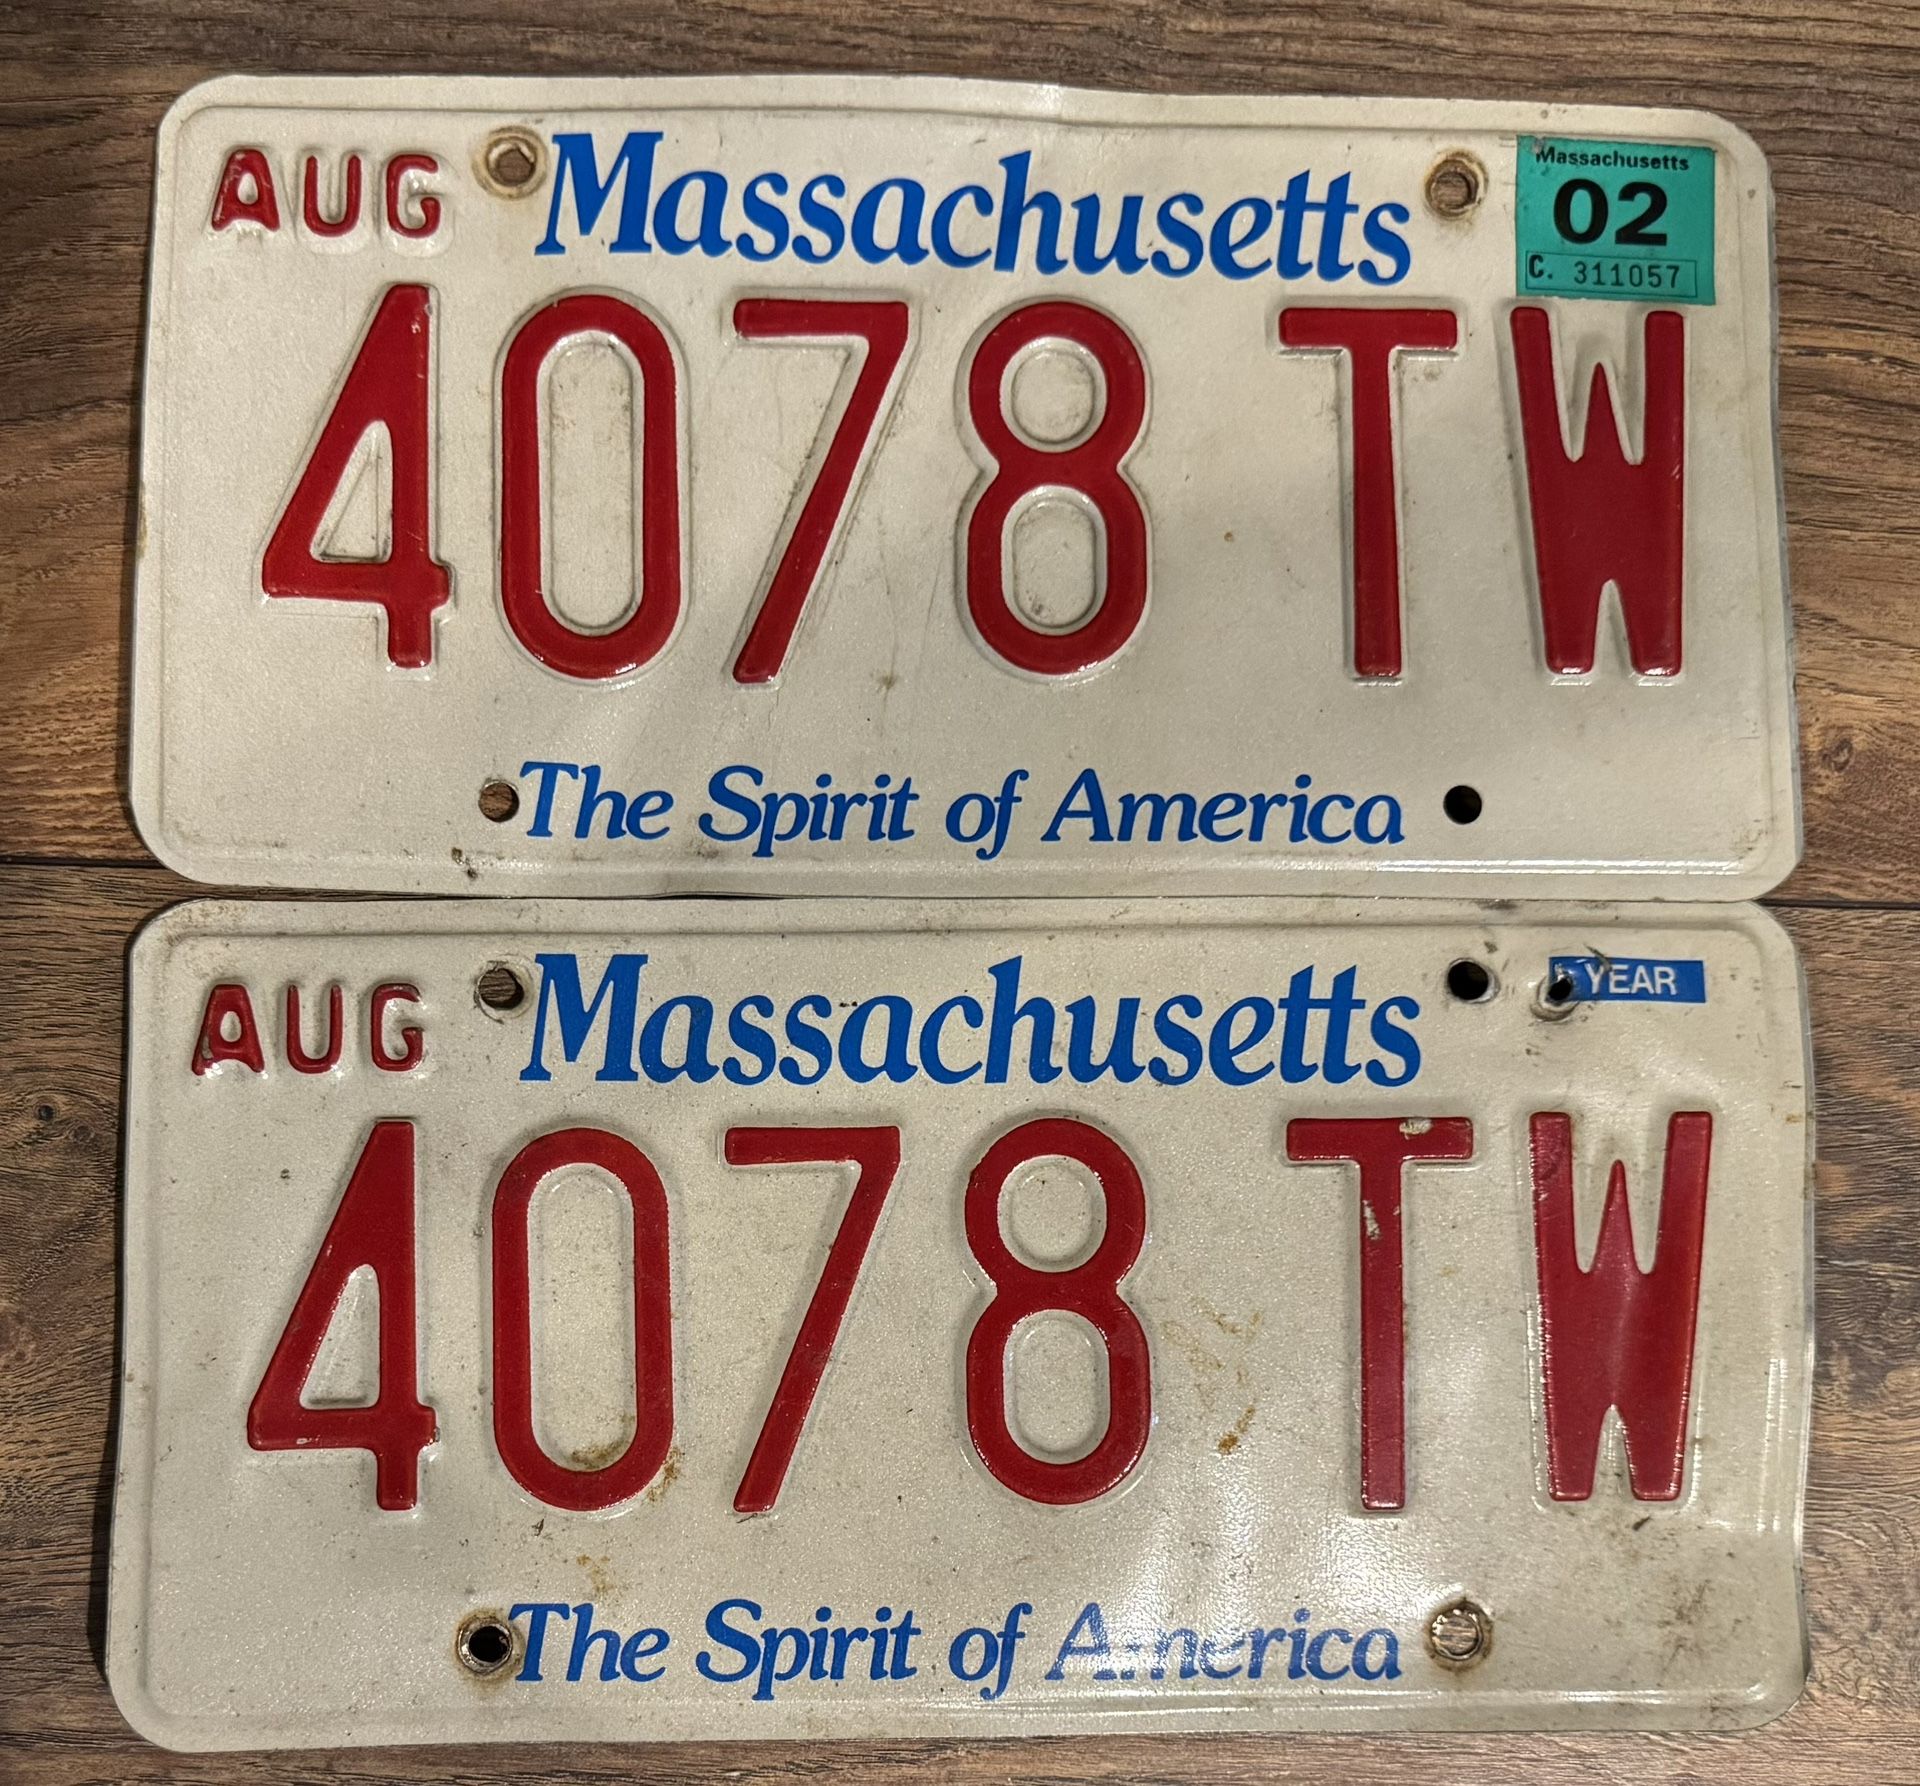 AUG Massachusetts
Massachusetts
02
C. 311057
4078 TW
The Spirit of America
AUG Massachusetts YEAR
4078 TW
The Spirit of America